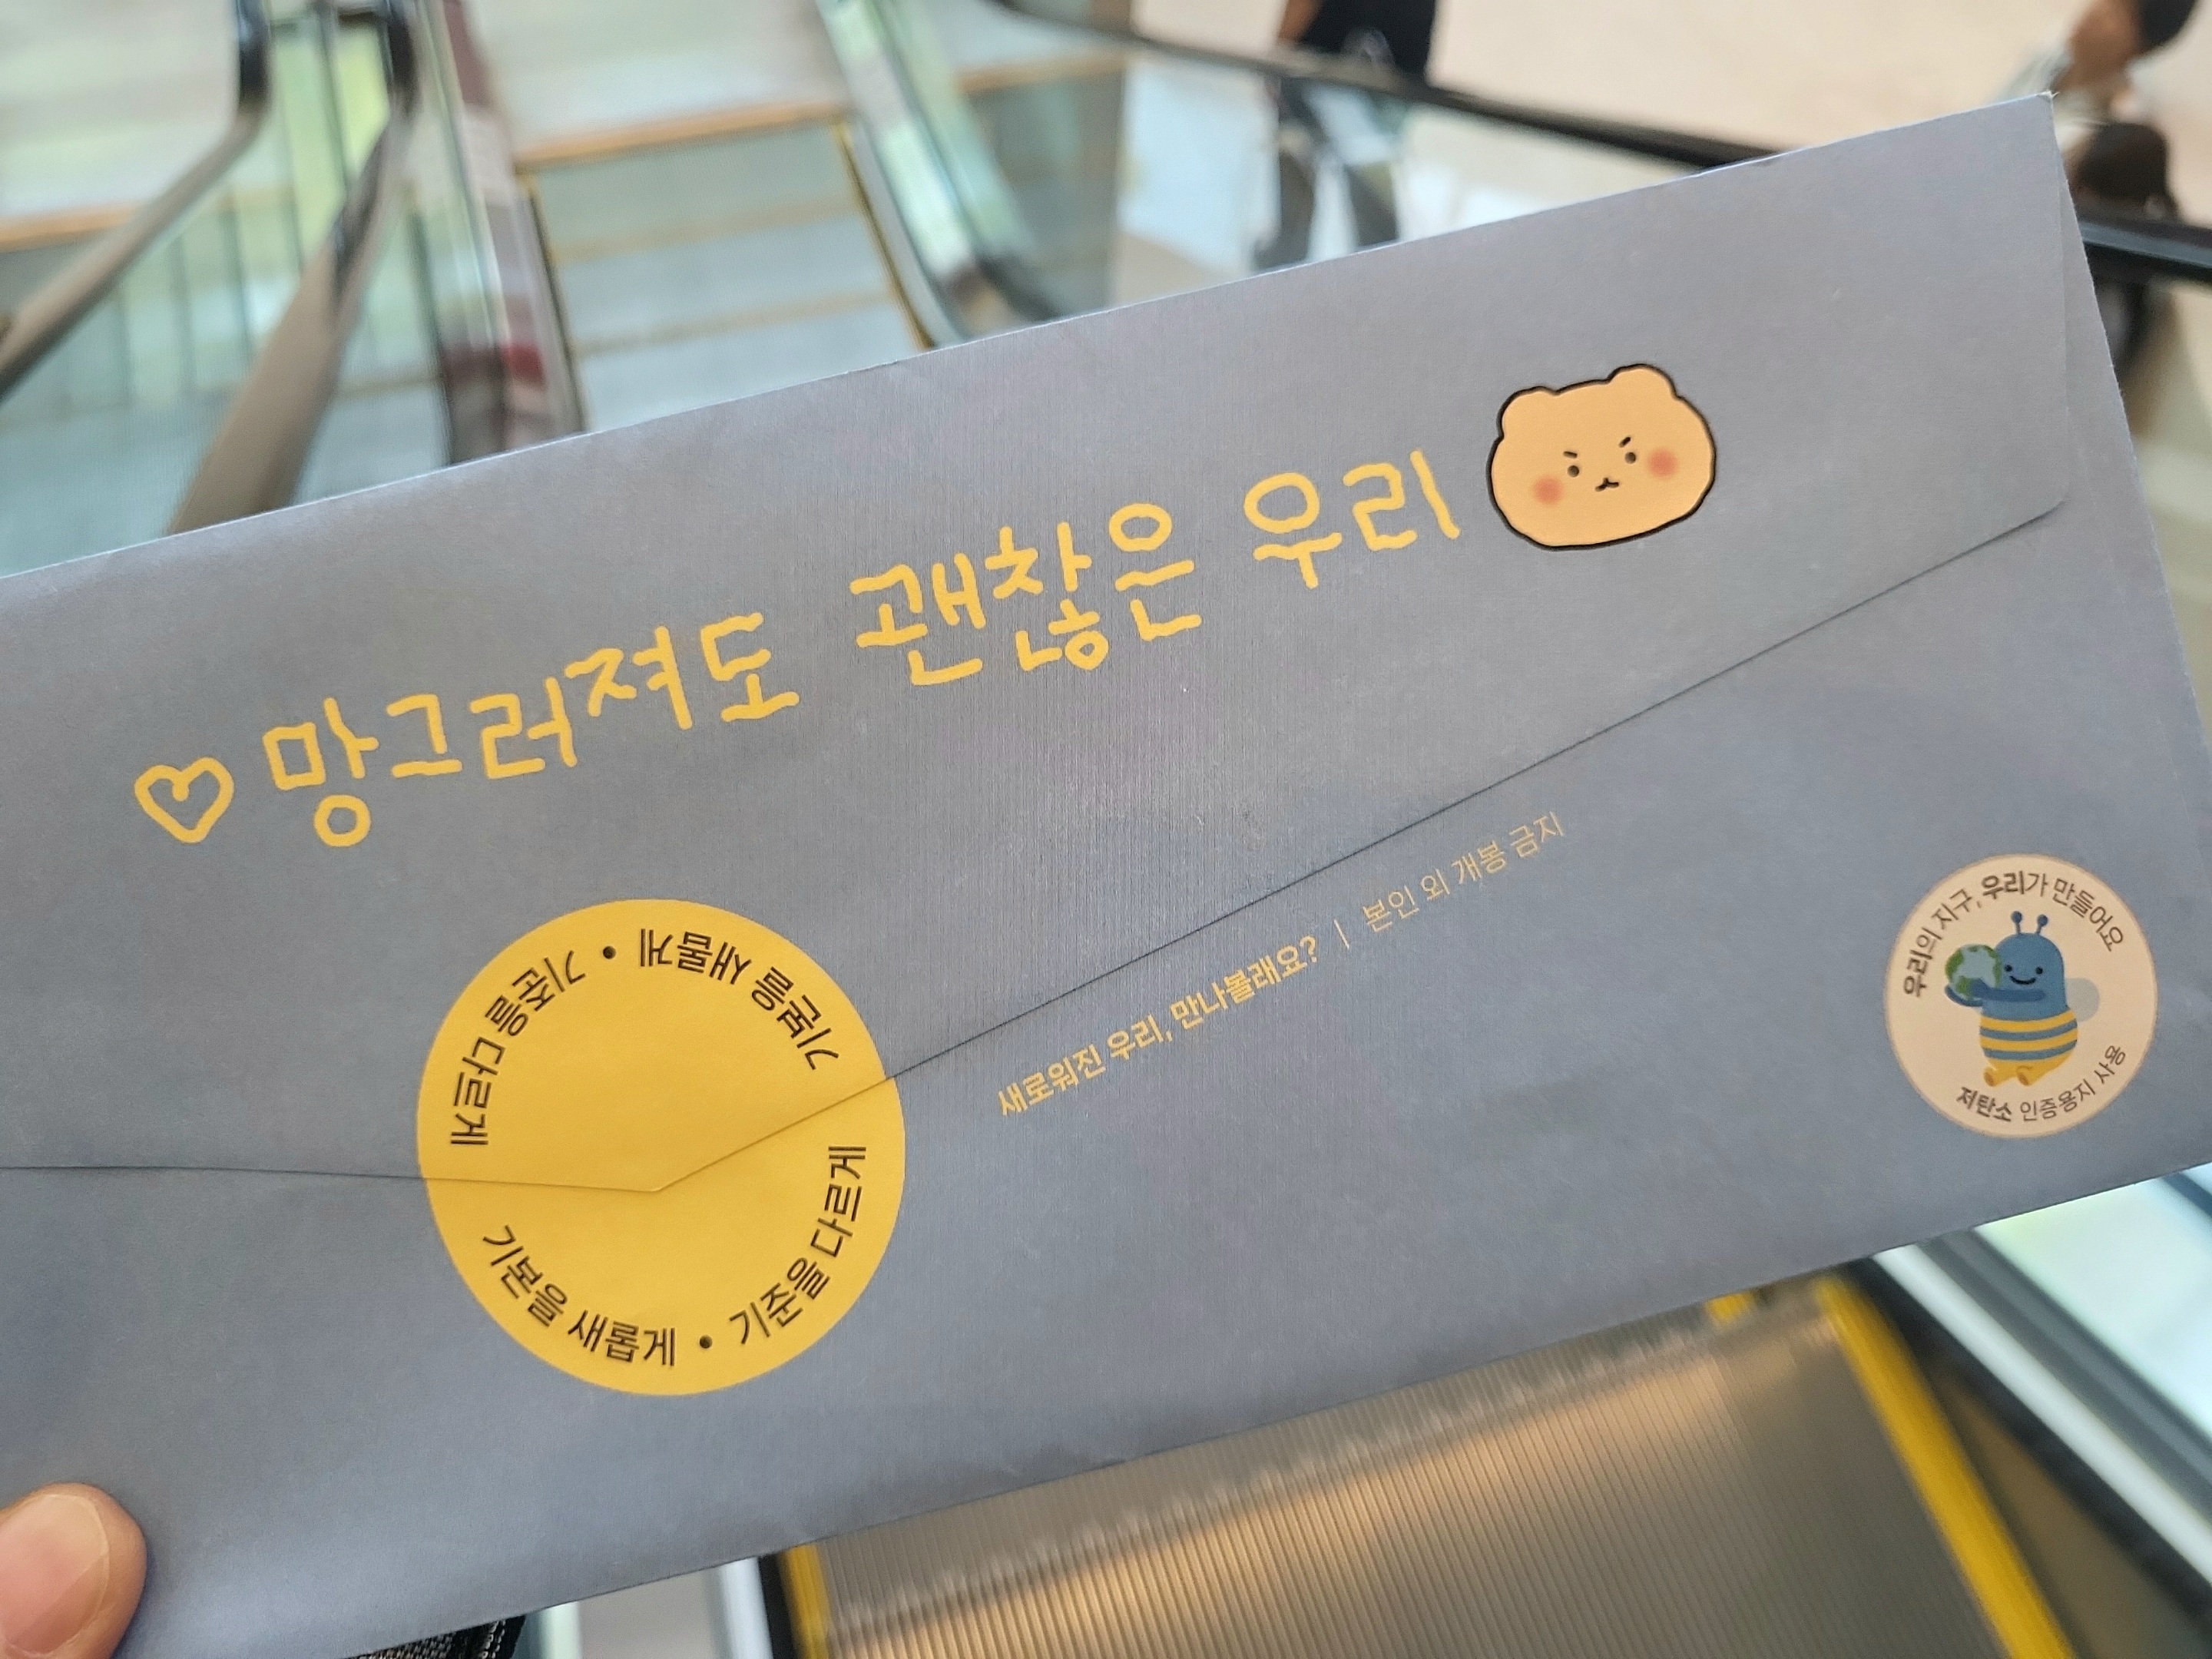 ♡망그러져도 괜찮은 우리
새로워진 우리, 만나볼래요? | 본인 외 개봉 금지
기본을 새롭게 • 기준을 다르게
기본을 새롭게 • 기준을 다르게
우리의 지구, 우리가 만들어요
저탄소 인증용지 사용